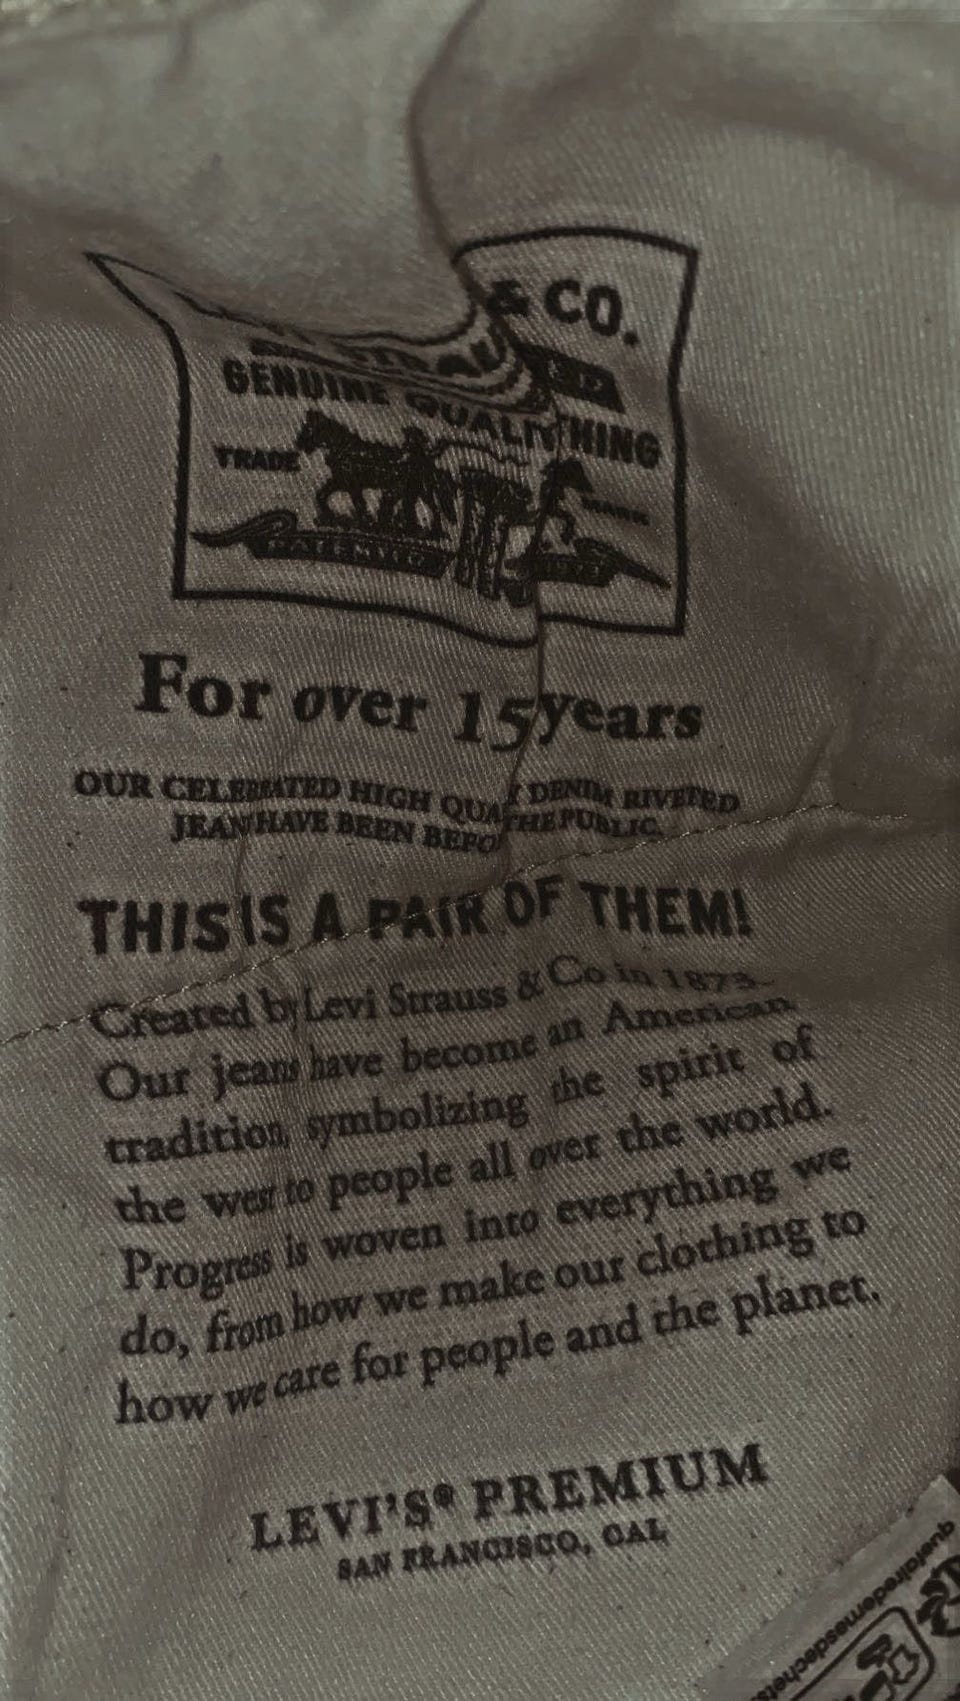 & CO.
GENUINE QUALI THING
TRADE
For over 15 years
OUR CELEBRATED HIGH QUA DENIM RIVETED
JEAN HAVE BEEN BEFO THE PUBLIC.
THIS IS A PAIR OF THEM!
Created by Levi Strauss & Co in 1873.
Our jeans have become an American
tradition symbolizing the spirit of
the west to people all over the world.
Progress is woven into everything we
do, from how we make our clothing to
how we care for people and the planet.
LEVI'S® PREMIUM
SAN FRANCISCO, CAL
quefairedemesdechets